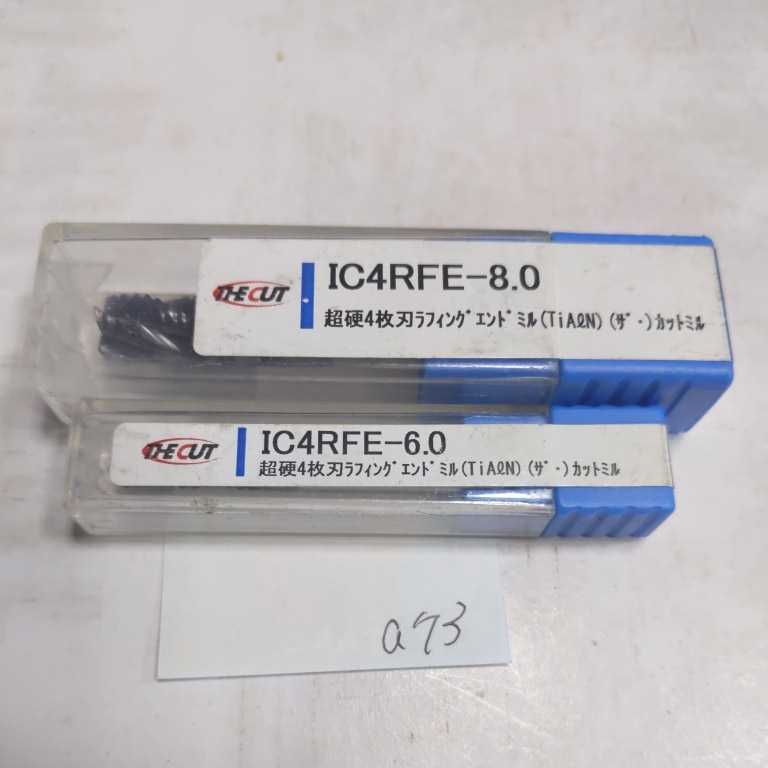 THE CUT
IC4RFE-8.0
超硬4枚刃ﾗﾌｨﾝｸﾞｴﾝﾄﾞﾐﾙ(TiAlN)(ｻﾞ･)ｶｯﾄﾐﾙ
THE CUT
IC4RFE-6.0
超硬4枚刃ﾗﾌｨﾝｸﾞｴﾝﾄﾞﾐﾙ(TiAlN)(ｻﾞ･)ｶｯﾄﾐﾙ
a73